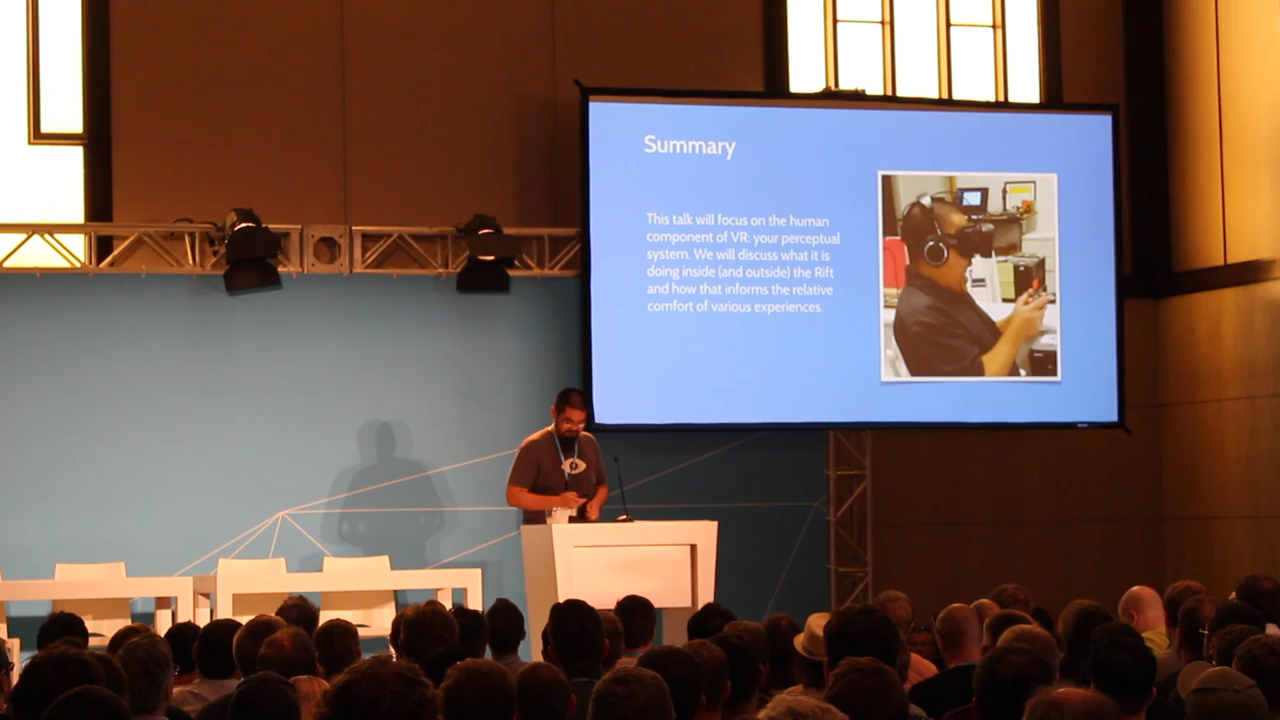 Summary
This talk will focus on the human
component of VR: your perceptual
system. We will discuss what it is
doing inside (and outside) the Rift
and how that informs the relative
comfort of various experiences.